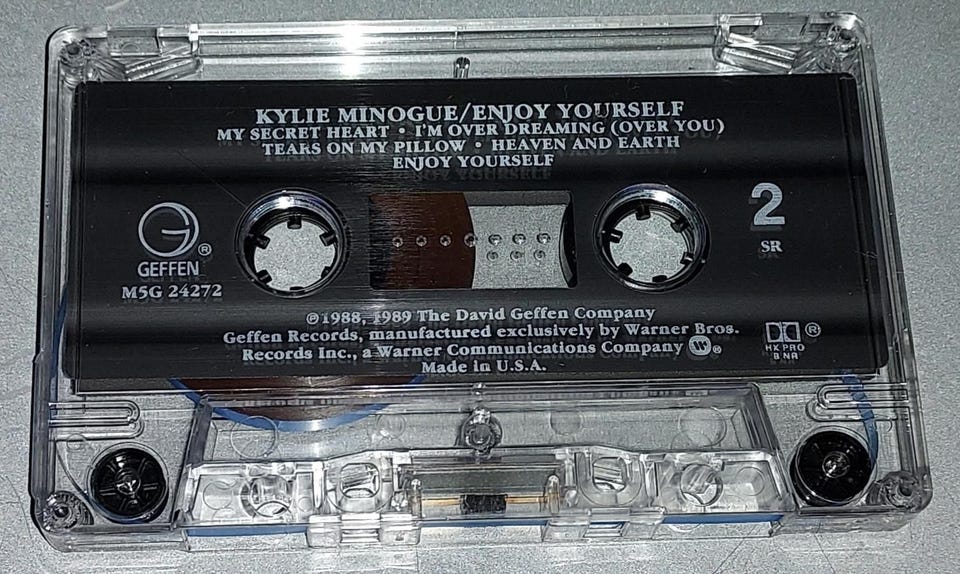 KYLIE MINOGUE/ENJOY YOURSELF
MY SECRET HEART • I'M OVER DREAMING (OVER YOU)
TEARS ON MY PILLOW • HEAVEN AND EARTH
ENJOY YOURSELF
2
SR
G ®
GEFFEN
M5G 24272
℗1988, 1989 The David Geffen Company
Geffen Records, manufactured exclusively by Warner Bros.
Records Inc., a Warner Communications Company W ®
Made in U.S.A.
®
HX PRO
B NR